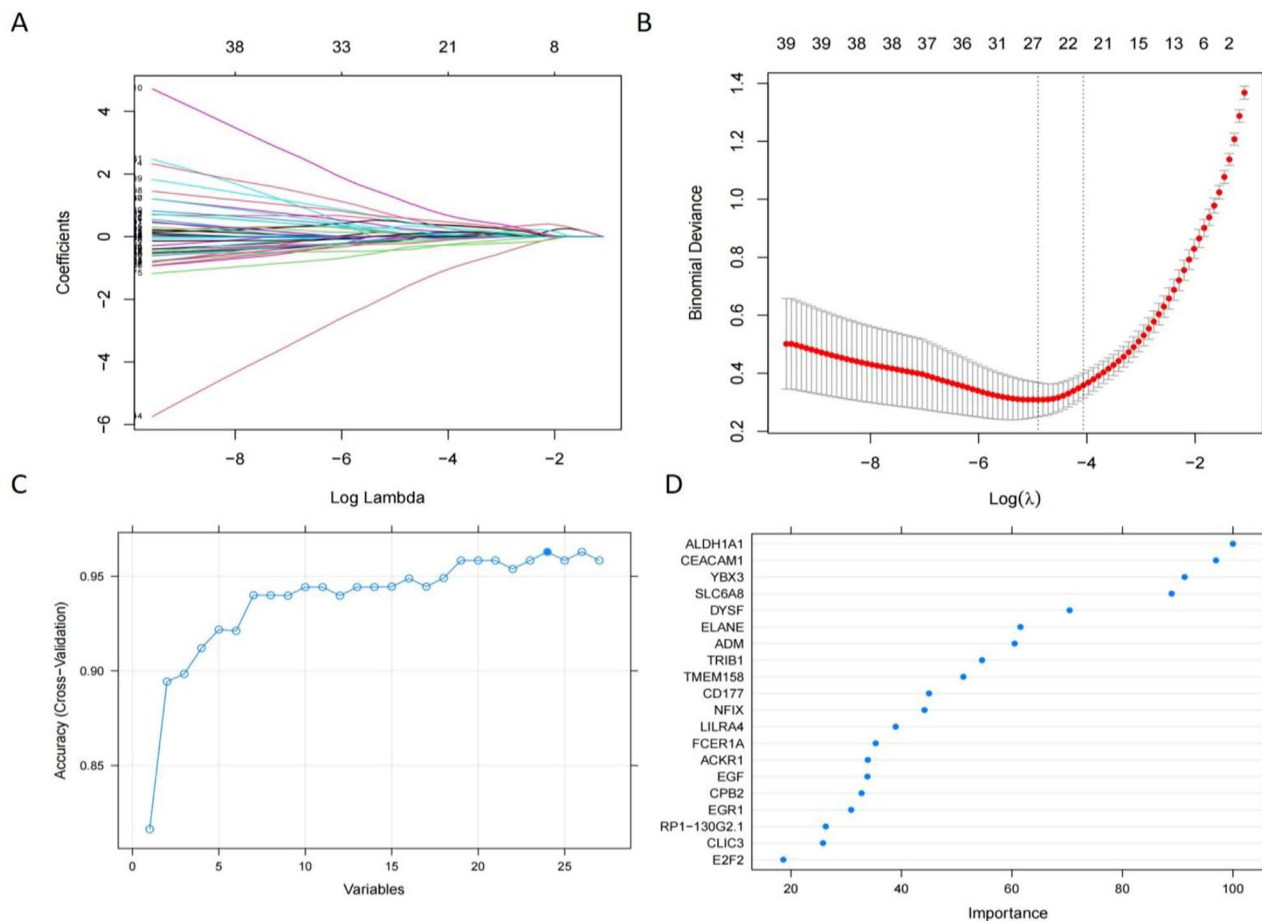 A
38 33 21 8
Coefficients
4
2
0
−2
−4
−6
−8 −6 −4 −2
Log Lambda
B
39 39 38 38 37 36 31 27 22 21 15 13 6 2
Binomial Deviance
1.4
1.2
1.0
0.8
0.6
0.4
0.2
−8 −6 −4 −2
Log(λ)
C
Accuracy (Cross−Validation)
0.95
0.90
0.85
0 5 10 15 20 25
Variables
D
ALDH1A1
CEACAM1
YBX3
SLC6A8
DYSF
ELANE
ADM
TRIB1
TMEM158
CD177
NFIX
LILRA4
FCER1A
ACKR1
EGF
CPB2
EGR1
RP1−130G2.1
CLIC3
E2F2
20 40 60 80 100
Importance